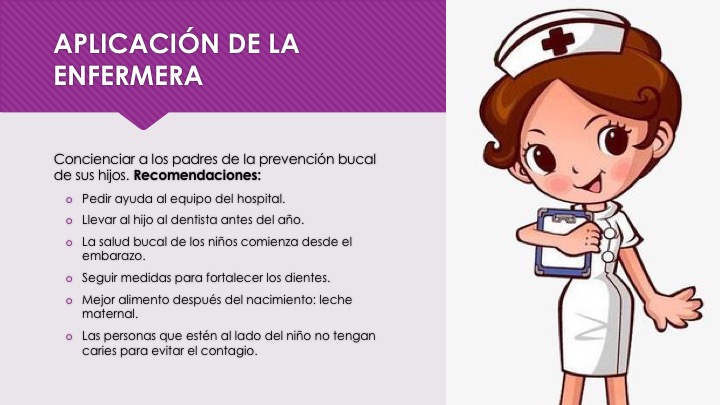 APLICACIÓN DE LA
ENFERMERA
Concienciar a los padres de la prevención bucal
de sus hijos. Recomendaciones:
Pedir ayuda al equipo del hospital.
Llevar al hijo al dentista antes del año.
La salud bucal de los niños comienza desde el
embarazo.
Seguir medidas para fortalecer los dientes.
Mejor alimento después del nacimiento: leche
maternal.
Las personas que estén al lado del niño no tengan
caries para evitar el contagio.